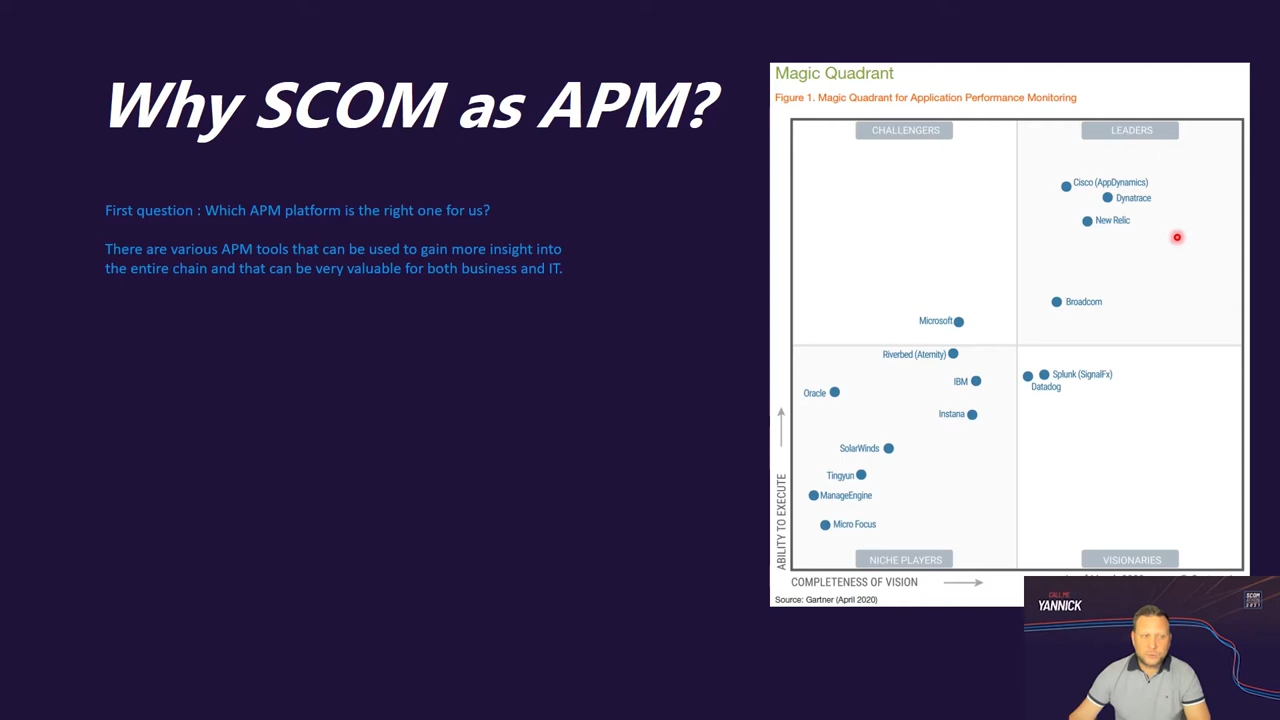 Why SCOM as APM?
First question : Which APM platform is the right one for us?
There are various APM tools that can be used to gain more insight into
the entire chain and that can be very valuable for both business and IT.
Magic Quadrant
Figure 1. Magic Quadrant for Application Performance Monitoring
CHALLENGERS
LEADERS
Cisco (AppDynamics)
Dynatrace
New Relic
Broadcom
Microsoft
Riverbed (Aternity)
IBM
Oracle
Instana
Splunk (SignalFx)
Datadog
SolarWinds
Tingyun
ManageEngine
Micro Focus
NICHE PLAYERS
VISIONARIES
ABILITY TO EXECUTE
COMPLETENESS OF VISION
Source: Gartner (April 2020)
CALL ME
YANNICK
SCOM
2021